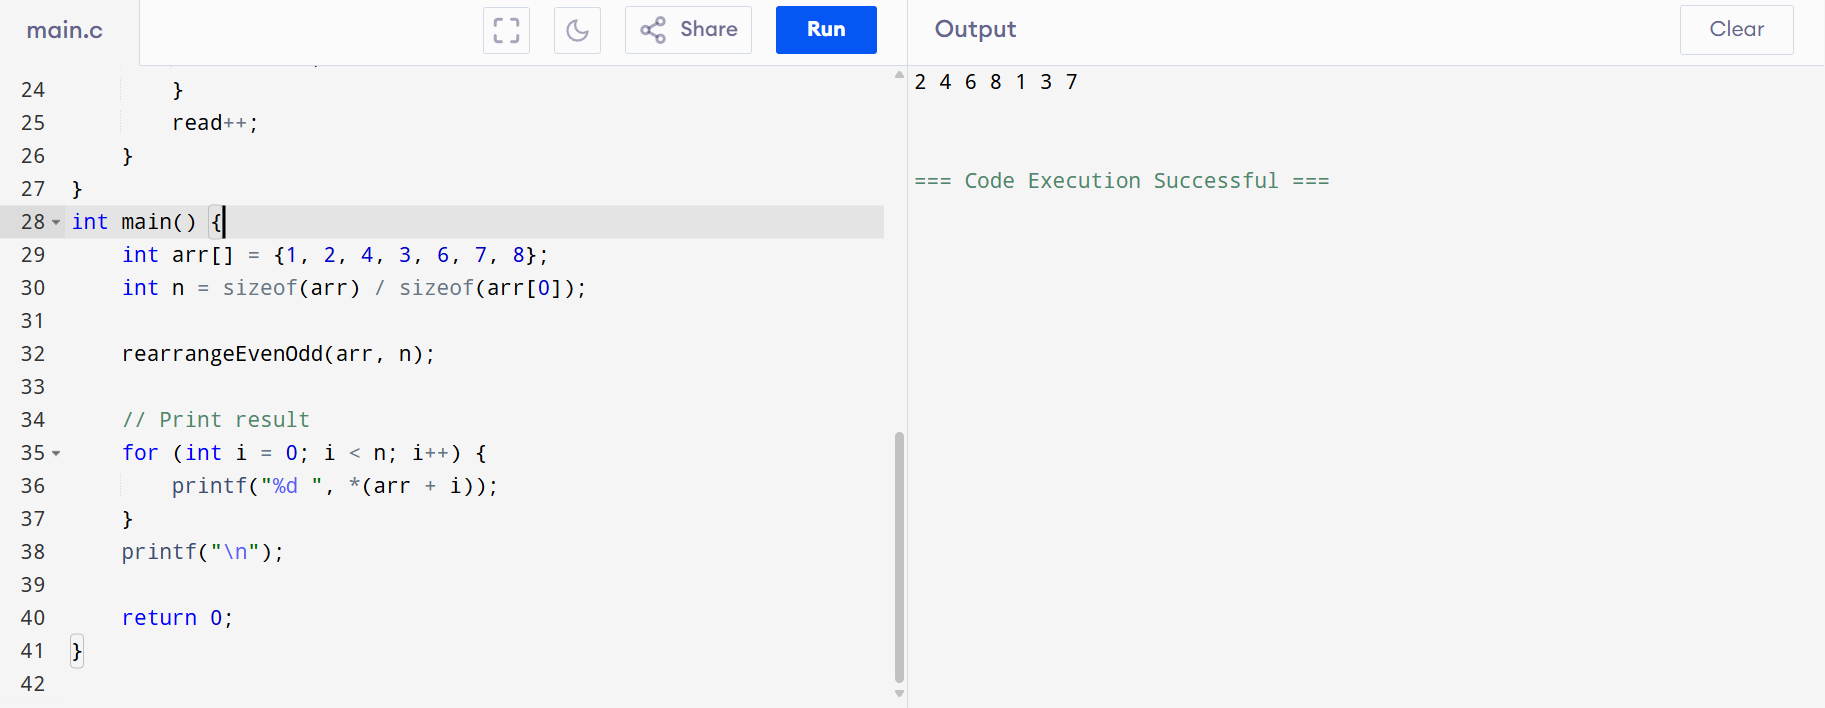 main.c
Share
Run
Output
Clear
24 }
25 read++;
26 }
27 }
28 int main() {
29 int arr[] = {1, 2, 4, 3, 6, 7, 8};
30 int n = sizeof(arr) / sizeof(arr[0]);
31
32 rearrangeEvenOdd(arr, n);
33
34 // Print result
35 for (int i = 0; i < n; i++) {
36 printf("%d ", *(arr + i));
37 }
38 printf("\n");
39
40 return 0;
41 }
42
2 4 6 8 1 3 7
=== Code Execution Successful ===